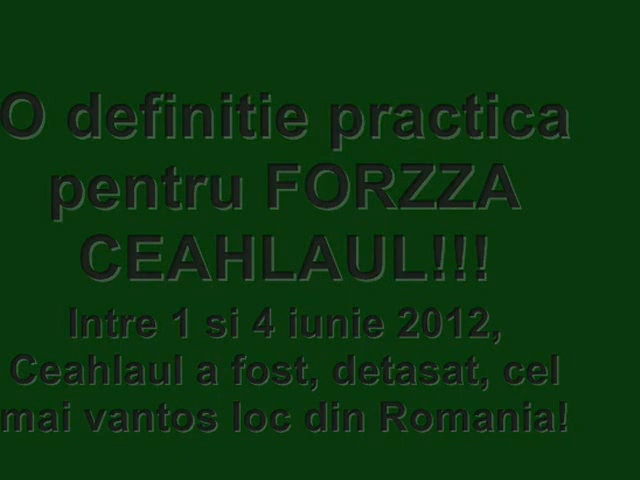 O definitie practica
pentru FORZZA
CEAHLAUL!!!
Intre 1 si 4 iunie 2012,
Ceahlaul a fost, detasat, cel
mai vantos loc din Romania!